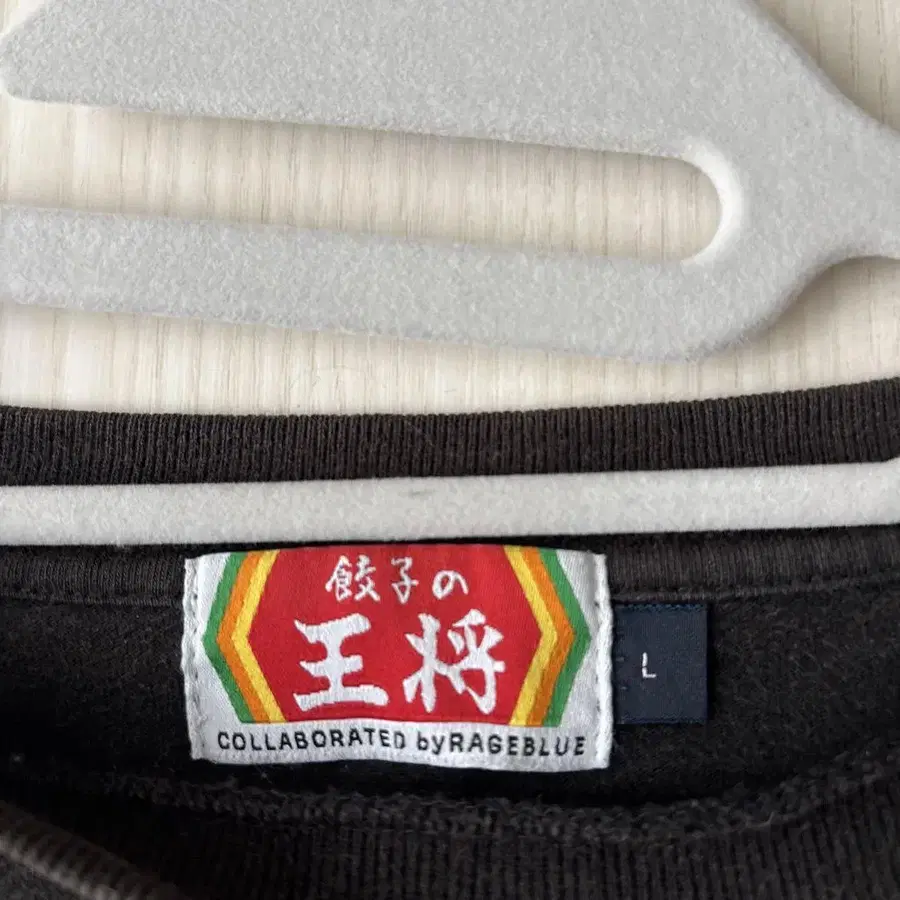 餃子の
王将
COLLABORATED byRAGEBLUE
L